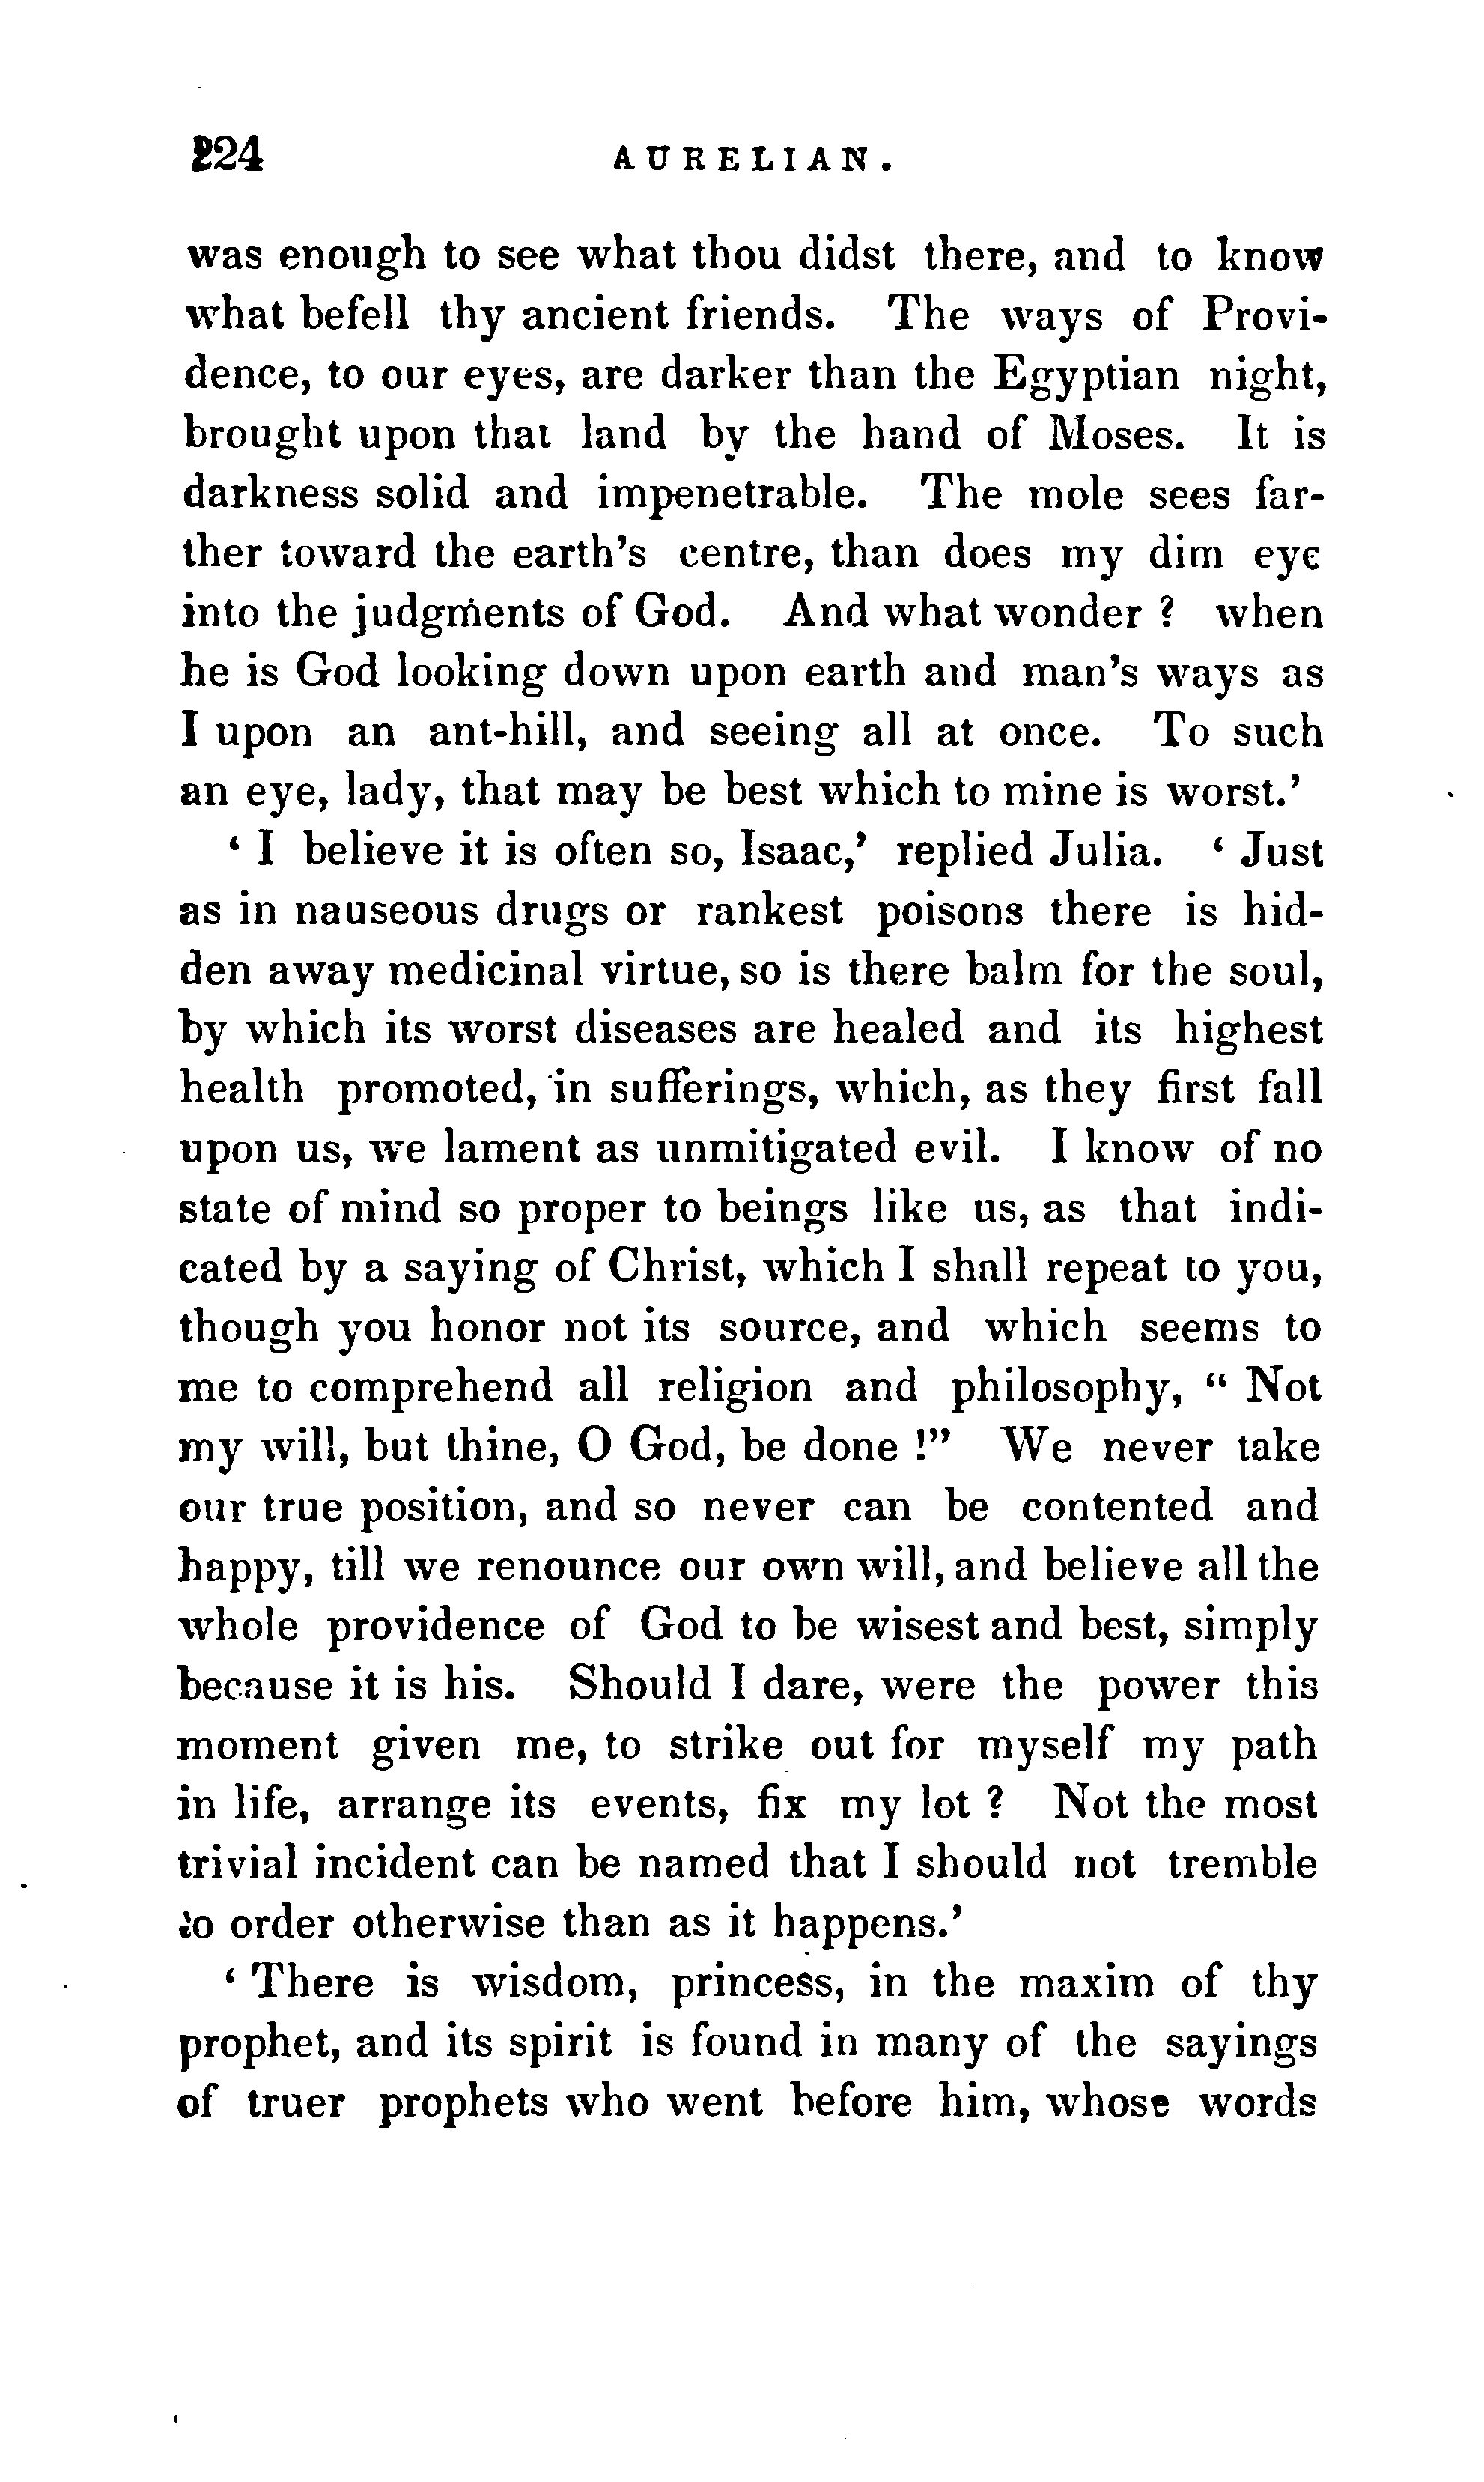 224 AURELIAN.
was enough to see what thou didst there, and to know
what befell thy ancient friends. The ways of Provi-
dence, to our eyes, are darker than the Egyptian night,
brought upon that land by the hand of Moses. It is
darkness solid and impenetrable. The mole sees far-
ther toward the earth's centre, than does my dim eye
into the judgments of God. And what wonder ? when
he is God looking down upon earth and man's ways as
I upon an ant-hill, and seeing all at once. To such
an eye, lady, that may be best which to mine is worst.'
‘ I believe it is often so, Isaac,’ replied Julia. ‘ Just
as in nauseous drugs or rankest poisons there is hid-
den away medicinal virtue, so is there balm for the soul,
by which its worst diseases are healed and its highest
health promoted, in sufferings, which, as they first fall
upon us, we lament as unmitigated evil. I know of no
state of mind so proper to beings like us, as that indi-
cated by a saying of Christ, which I shall repeat to you,
though you honor not its source, and which seems to
me to comprehend all religion and philosophy, “ Not
my will, but thine, O God, be done !” We never take
our true position, and so never can be contented and
happy, till we renounce our own will, and believe all the
whole providence of God to be wisest and best, simply
because it is his. Should I dare, were the power this
moment given me, to strike out for myself my path
in life, arrange its events, fix my lot ? Not the most
trivial incident can be named that I should not tremble
to order otherwise than as it happens.’
‘ There is wisdom, princess, in the maxim of thy
prophet, and its spirit is found in many of the sayings
of truer prophets who went before him, whose words